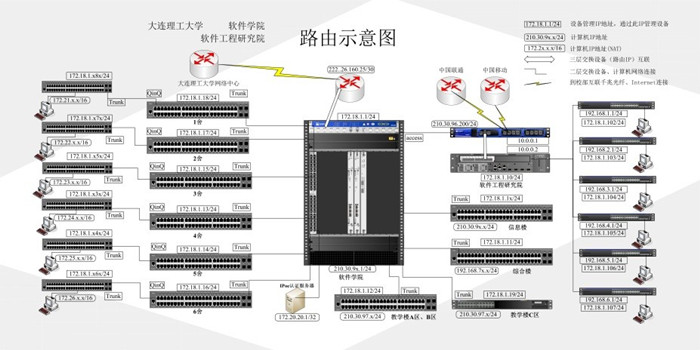 大连理工大学 软件学院
软件工程研究院
路由示意图
172.18.1.1/24 设备管理IP地址，通过此IP管理设备
210.30.9x.x/24 计算机IP地址
172.2x.x.x/16 计算机IP地址(NAT)
三层交换设备（路由IP）互联
二层交换设备、计算机网络连接
到校部互联千兆光纤，Internet连接
大连理工大学网络中心
222.26.160.25/30
中国联通
中国移动
172.18.1.x8x/24
QinQ
172.18.1.18/24
172.21.x.x/16
Trunk
1舍
172.18.1.x7x/24
QinQ
172.18.1.17/24
172.22.x.x/16
Trunk
2舍
172.18.1.x5x/24
QinQ
172.18.1.15/24
172.23.x.x/16
Trunk
3舍
172.18.1.x3x/24
QinQ
172.18.1.13/24
172.24.x.x/16
Trunk
4舍
172.18.1.x4x/24
QinQ
172.18.1.14/24
172.25.x.x/16
Trunk
5舍
172.18.1.x6x/24
QinQ
172.18.1.16/24
172.26.x.x/16
Trunk
6舍
172.18.1.1/24
access
210.30.9x.1/24
软件学院
210.30.96.200/24
10.0.0.1
10.0.0.2
172.18.1.10/24
软件工程研究院
172.18.1.1x/24
210.30.9x.x/24
Trunk
信息楼
172.18.1.11/24
192.168.7x.x/24
Trunk
综合楼
172.20.20.1/32
172.18.1.12/24
Trunk
210.30.97.x/24
教学楼A区、B区
172.18.1.19/24
Trunk
210.30.97.x/24
教学楼C区
192.168.1.1/24
172.18.1.102/24
192.168.2.1/24
172.18.1.103/24
192.168.3.1/24
172.18.1.104/24
192.168.4.1/24
172.18.1.105/24
192.168.5.1/24
172.18.1.106/24
192.168.6.1/24
172.18.1.107/24